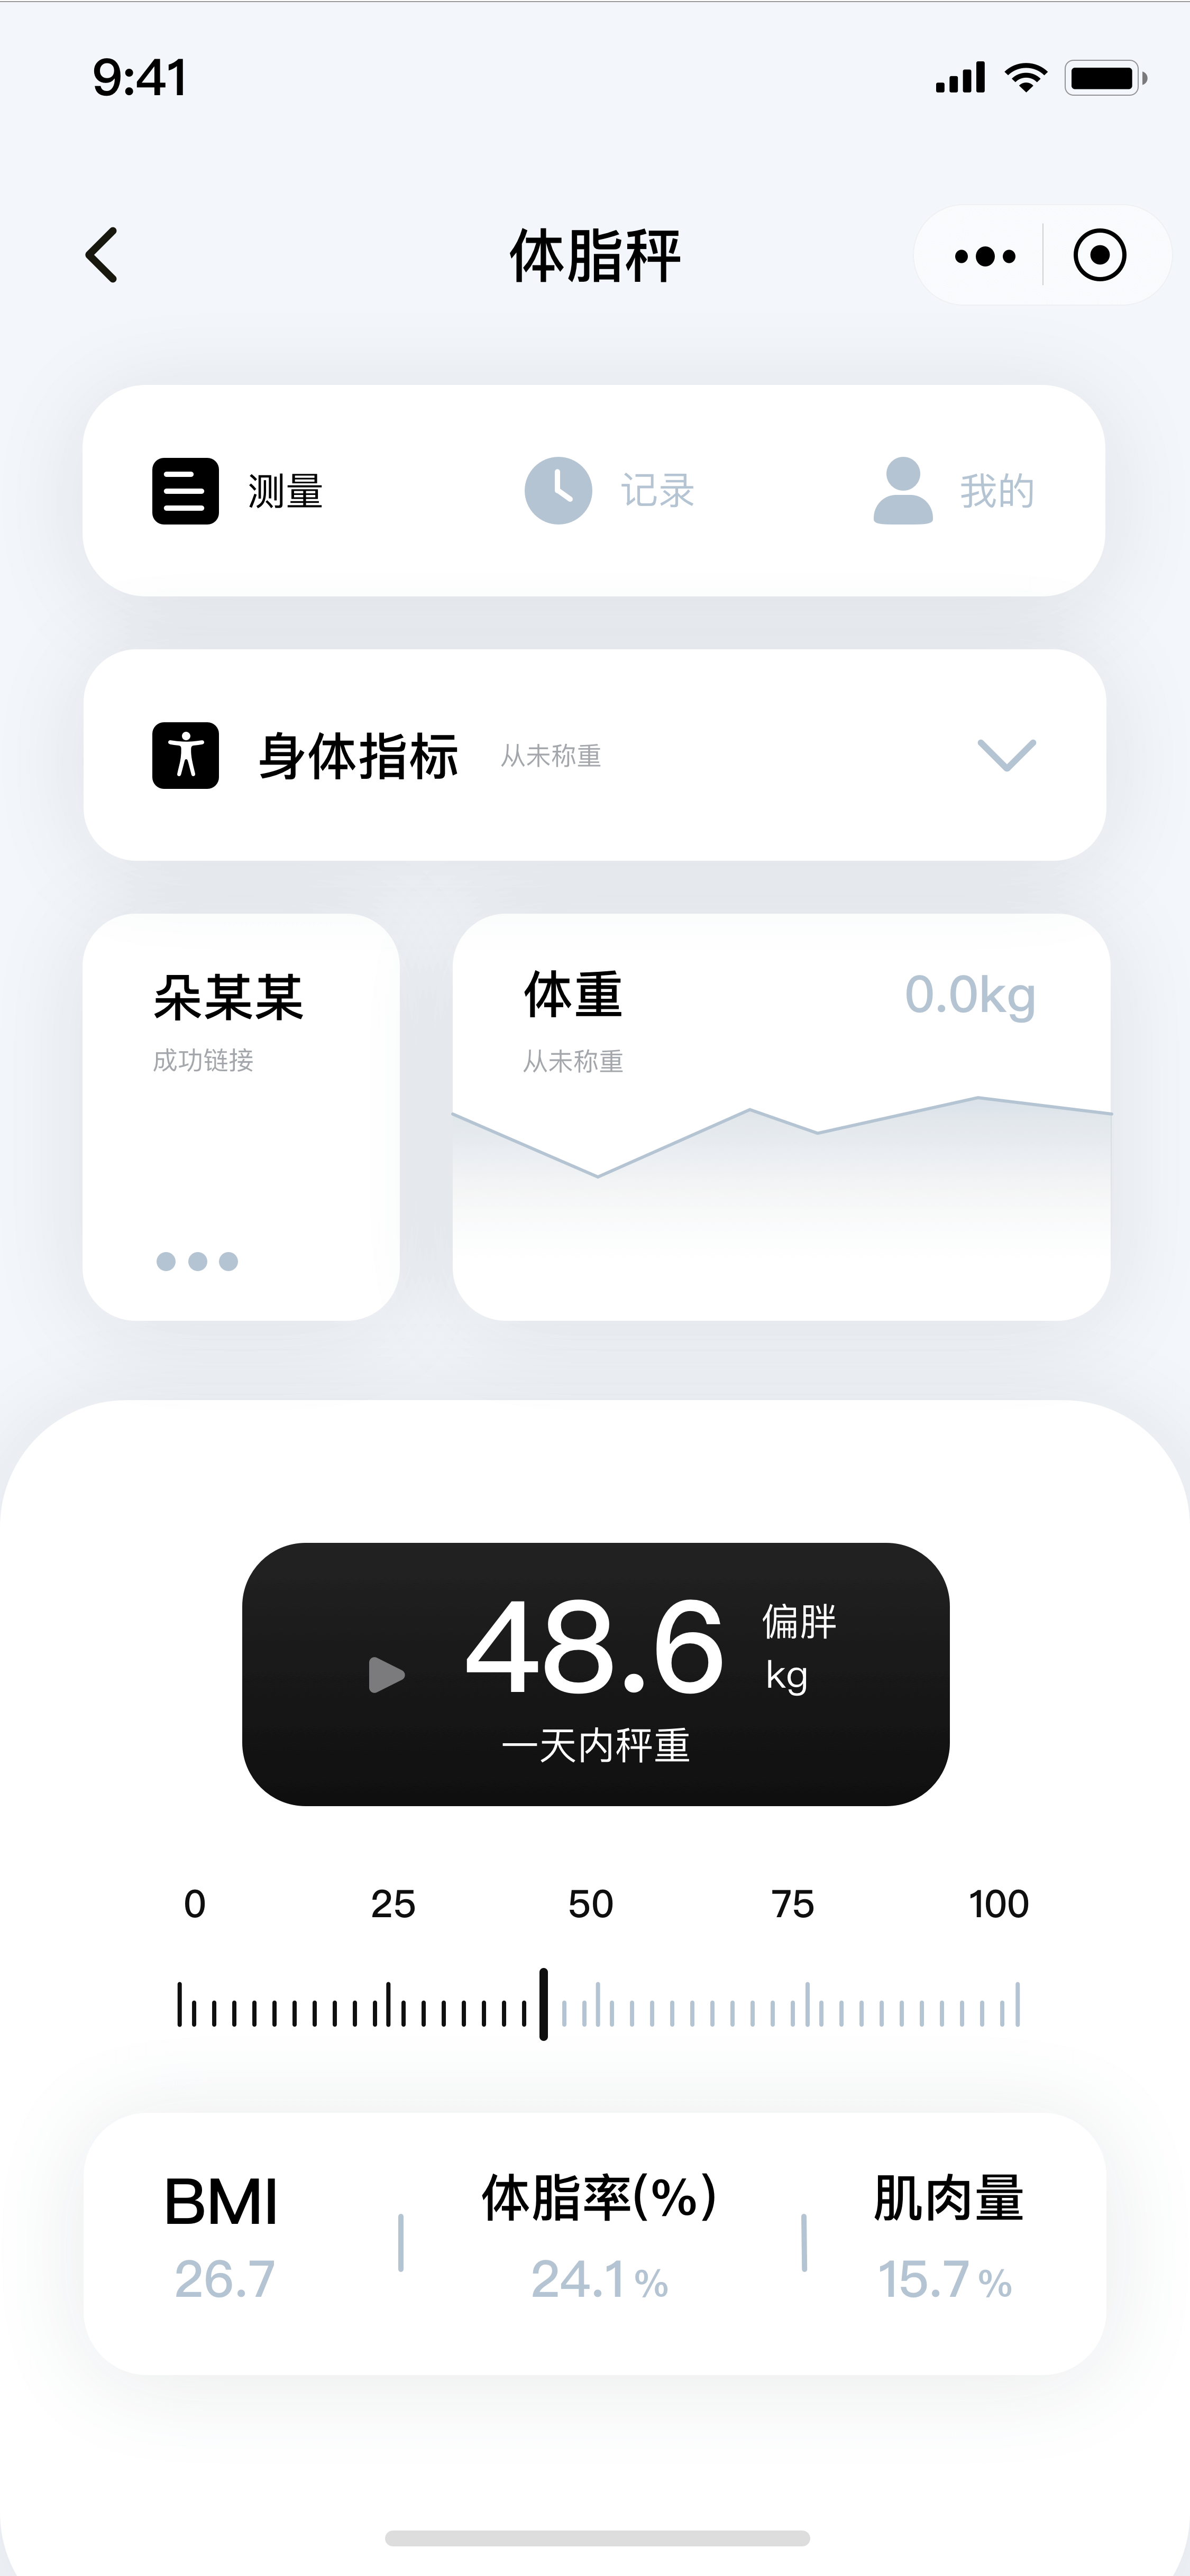 9:41
体脂秤
测量
记录
我的
身体指标 从未称重
朵某某
成功链接
体重 0.0kg
从未称重
48.6 偏胖
kg
一天内秤重
0 25 50 75 100
BMI 体脂率(%) 肌肉量
26.7 24.1% 15.7%